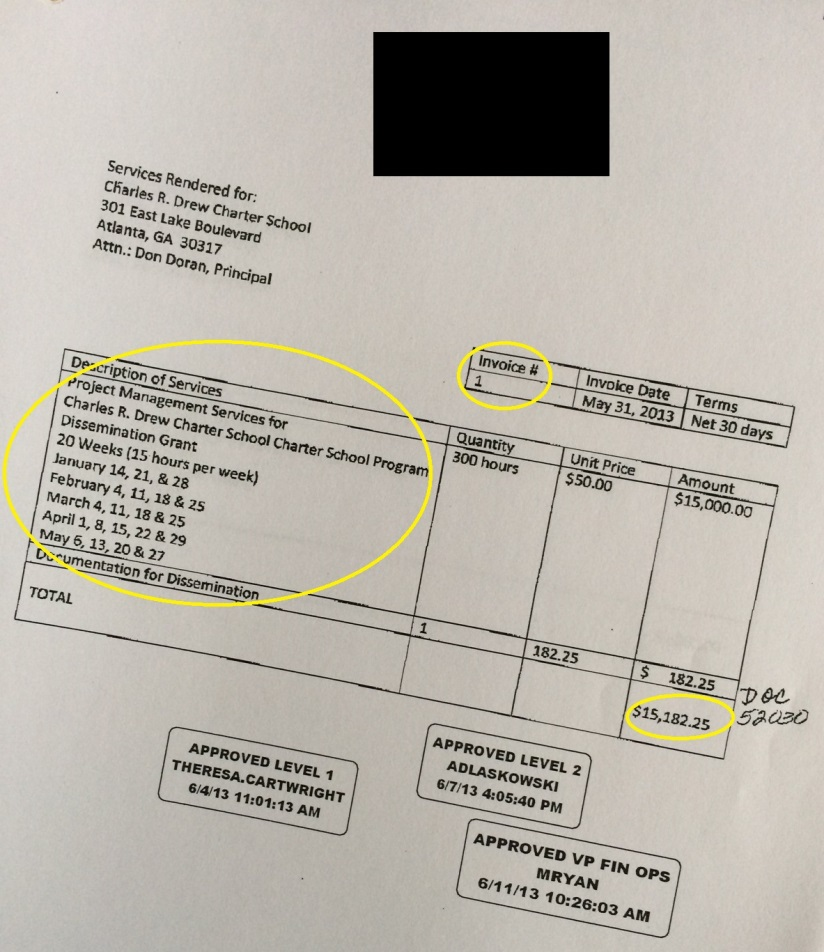 Services Rendered for:
Charles R. Drew Charter School
301 East Lake Boulevard
Atlanta, GA 30317
Attn.: Don Doran, Principal
Invoice # Invoice Date Terms
1 May 31, 2013 Net 30 days
Description of Services Quantity Unit Price Amount
Project Management Services for 300 hours $50.00 $15,000.00
Charles R. Drew Charter School Charter School Program
Dissemination Grant
20 Weeks (15 hours per week)
January 14, 21, & 28
February 4, 11, 18 & 25
March 4, 11, 18 & 25
April 1, 8, 15, 22 & 29
May 6, 13, 20 & 27
Documentation for Dissemination 1 182.25 $ 182.25
TOTAL $15,182.25
DOC
52030
APPROVED LEVEL 1
THERESA.CARTWRIGHT
6/4/13 11:01:13 AM
APPROVED LEVEL 2
ADLASKOWSKI
6/7/13 4:05:40 PM
APPROVED VP FIN OPS
MRYAN
6/11/13 10:26:03 AM